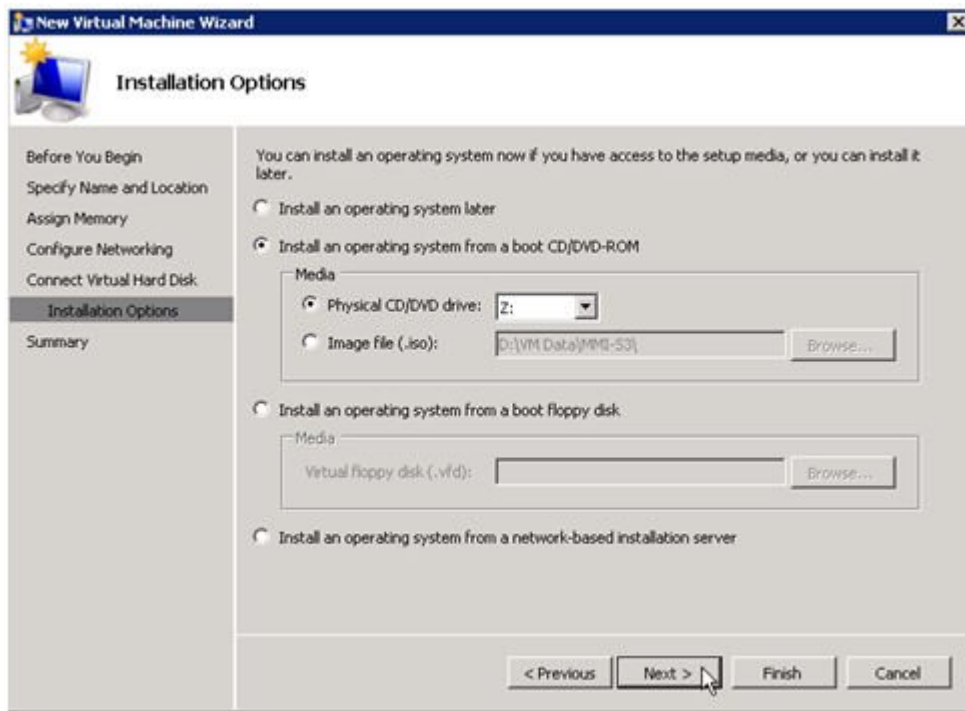 New Virtual Machine Wizard
Installation Options
Before You Begin
Specify Name and Location
Assign Memory
Configure Networking
Connect Virtual Hard Disk
Installation Options
Summary
You can install an operating system now if you have access to the setup media, or you can install it
later.
Install an operating system later
Install an operating system from a boot CD/DVD-ROM
Media
Physical CD/DVD drive: Z:
Image file (.iso): D:\VM Data\MMI-S3\ Browse...
Install an operating system from a boot floppy disk
Media
Virtual floppy disk (.vfd): Browse...
Install an operating system from a network-based installation server
< Previous Next > Finish Cancel